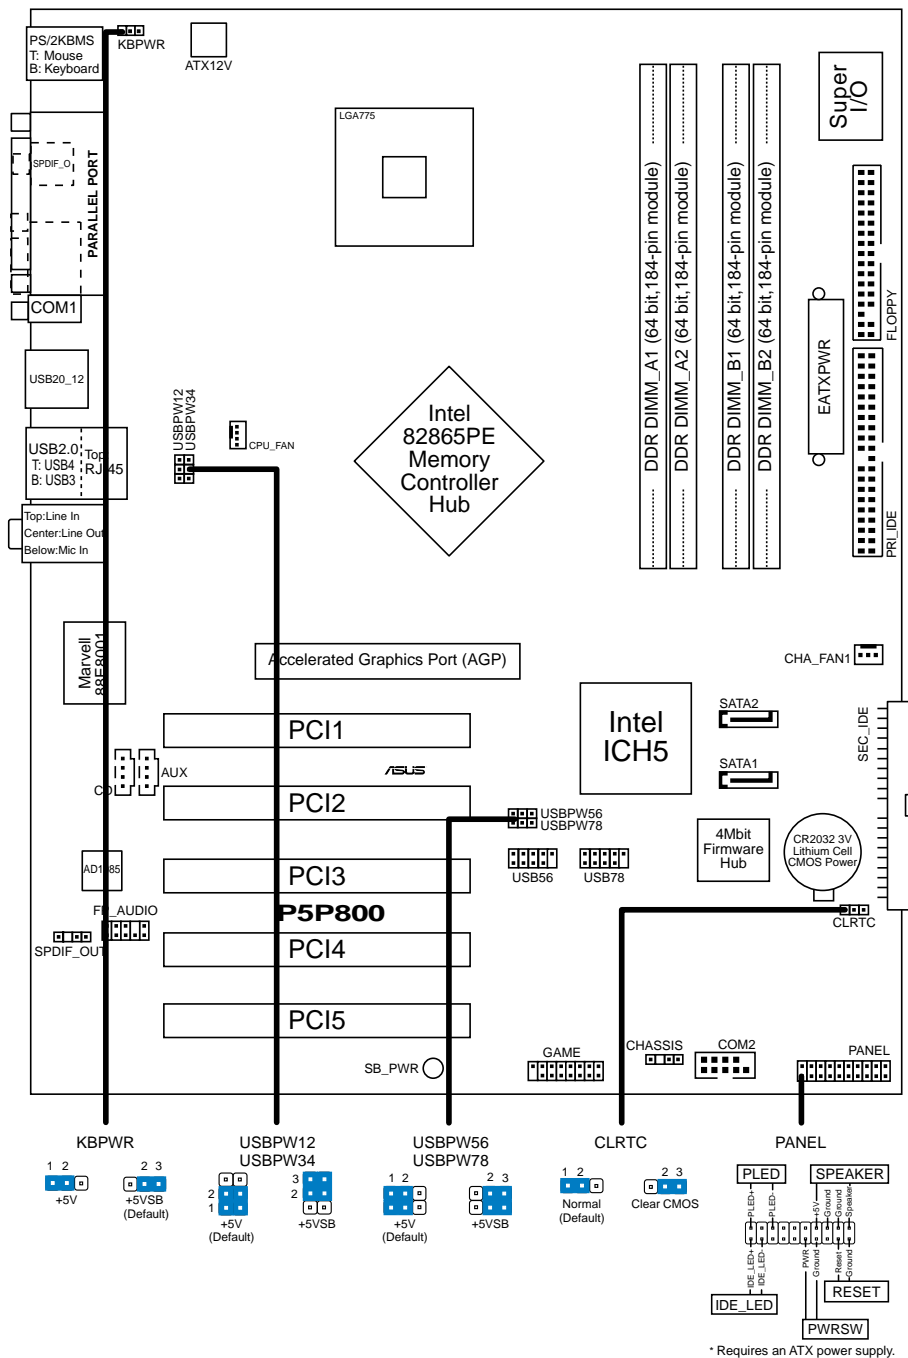 PS/2KBMS
T: Mouse
B: Keyboard
KBPWR
ATX12V
LGA775
Super I/O
SPDIF_O
PARALLEL PORT
COM1
USB20_12
USB2.0
T: USB4
B: USB3
Top
RJ-45
Top:Line In
Center:Line Out
Below:Mic In
USBPW12
USBPW34
CPU_FAN
Intel
82865PE
Memory
Controller
Hub
DDR DIMM_A1 (64 bit,184-pin module)
DDR DIMM_A2 (64 bit,184-pin module)
DDR DIMM_B1 (64 bit,184-pin module)
DDR DIMM_B2 (64 bit,184-pin module)
EATXPWR
FLOPPY
PRI_IDE
Marvell
88E8001
Accelerated Graphics Port (AGP)
CHA_FAN1
PCI1
Intel
ICH5
SATA2
SEC_IDE
CD
AUX
ASUS
SATA1
PCI2
USBPW56
USBPW78
4Mbit
Firmware
Hub
CR2032 3V
Lithium Cell
CMOS Power
AD1985
PCI3
USB56
USB78
FP_AUDIO
P5P800
CLRTC
SPDIF_OUT
PCI4
PCI5
SB_PWR
GAME
CHASSIS
COM2
PANEL
KBPWR
1 2
+5V
2 3
+5VSB
(Default)
USBPW12
USBPW34
2
1
+5V
(Default)
3
2
+5VSB
USBPW56
USBPW78
1 2
+5V
(Default)
2 3
+5VSB
CLRTC
1 2
Normal
(Default)
2 3
Clear CMOS
PANEL
PLED
SPEAKER
PLED+
PLED-
+5V
Ground
Ground
Speaker
IDE_LED+
IDE_LED-
PWR
Ground
Reset
Ground
IDE_LED
RESET
PWRSW
* Requires an ATX power supply.